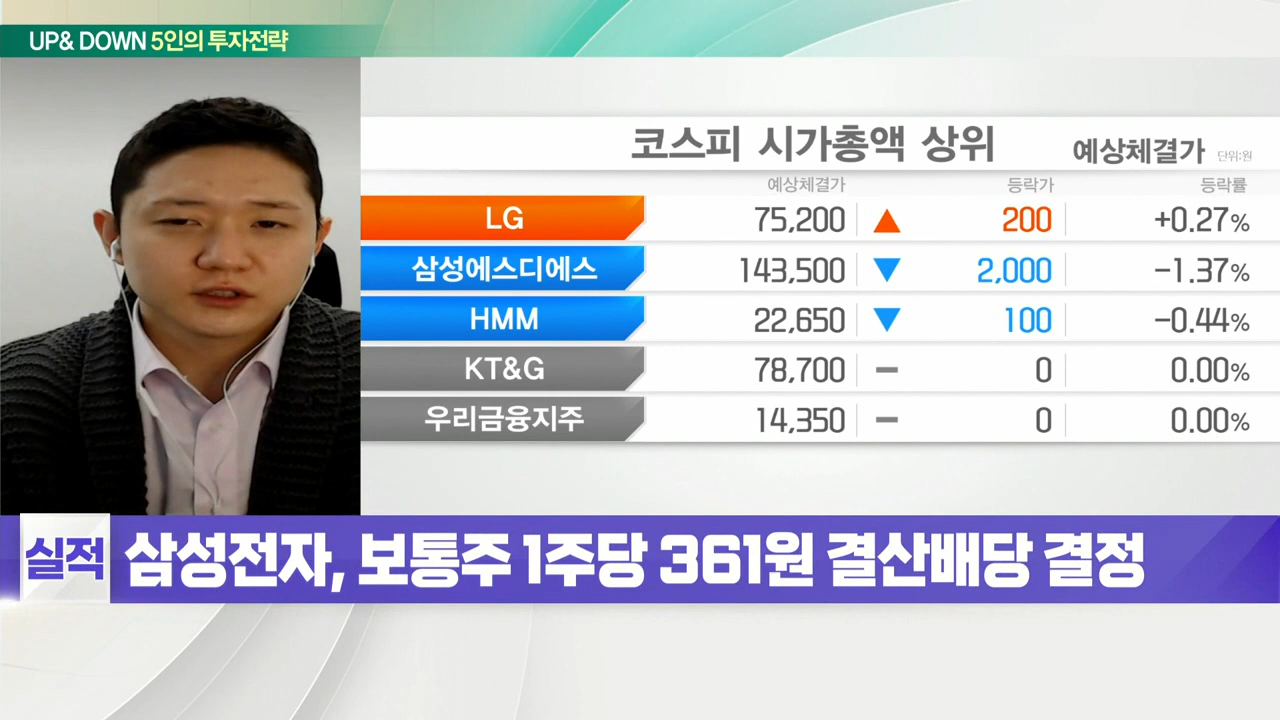 UP& DOWN 5인의 투자전략
코스피 시가총액 상위 예상체결가 단위:원
예상체결가 등락가 등락률
LG 75,200 ▲ 200 +0.27%
삼성에스디에스 143,500 ▼ 2,000 -1.37%
HMM 22,650 ▼ 100 -0.44%
KT&G 78,700 - 0 0.00%
우리금융지주 14,350 - 0 0.00%
실적 삼성전자, 보통주 1주당 361원 결산배당 결정